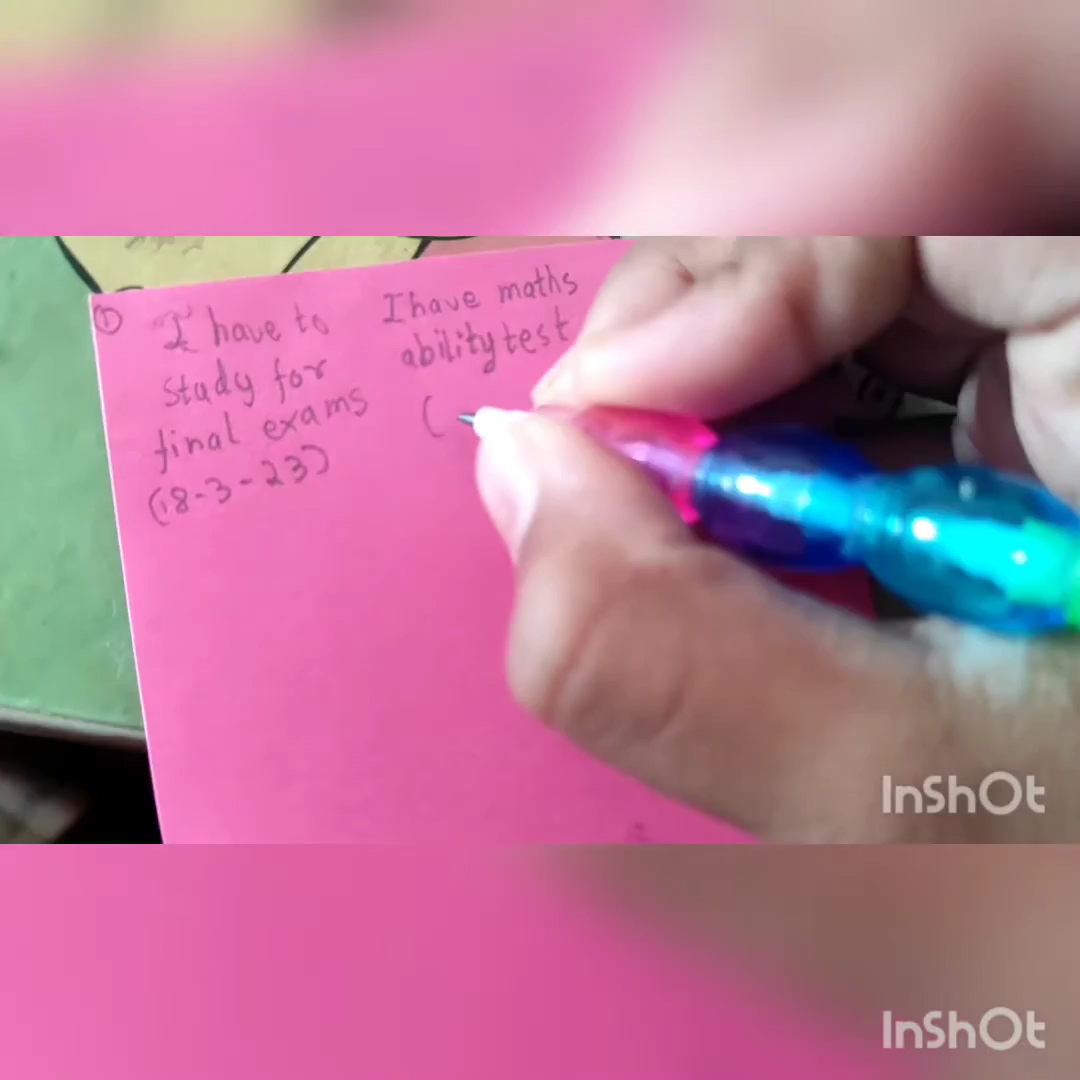 ①
I have to
study for
final exams
(18-3-23)
I have maths
ability test
(
InShOt
InShOt